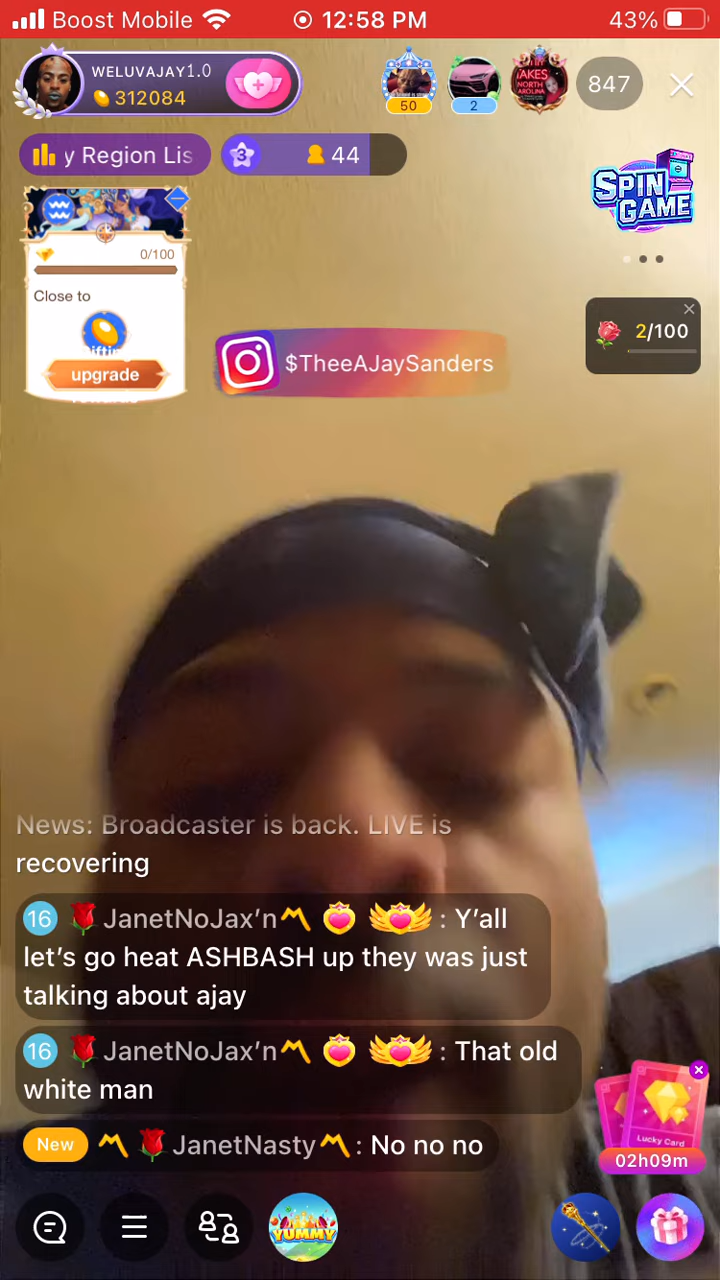 Boost Mobile 12:58 PM 43%
WELUVAJAY1.0
312084
50 2 847
y Region Lis 3 44
SPIN
GAME
0/100
Close to
upgrade
2/100
$TheeAJaySanders
News: Broadcaster is back. LIVE is
recovering
16 JanetNoJax’n : Y’all
let’s go heat ASHBASH up they was just
talking about ajay
16 JanetNoJax’n : That old
white man
New JanetNasty : No no no
Lucky Card
02h09m
YUMMY